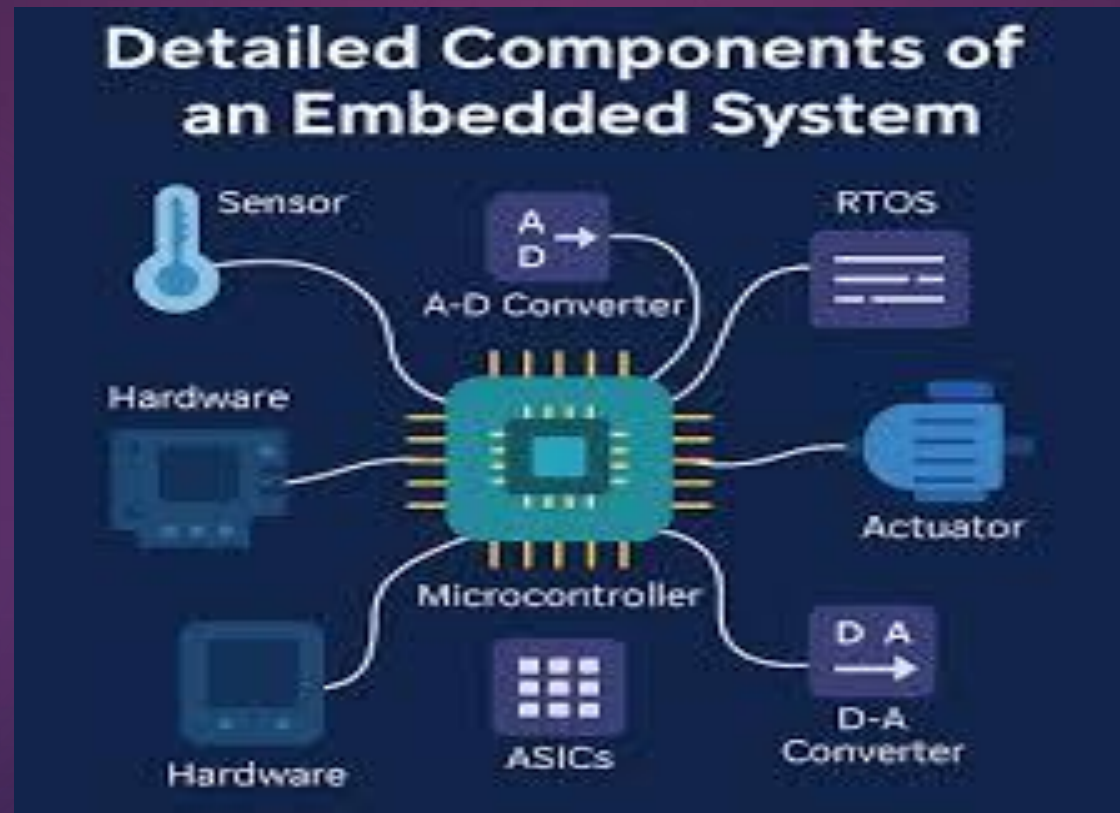 Detailed Components of
an Embedded System
Sensor
A
D
A-D Converter
RTOS
Hardware
Actuator
Microcontroller
Hardware
ASICs
D A
D-A
Converter